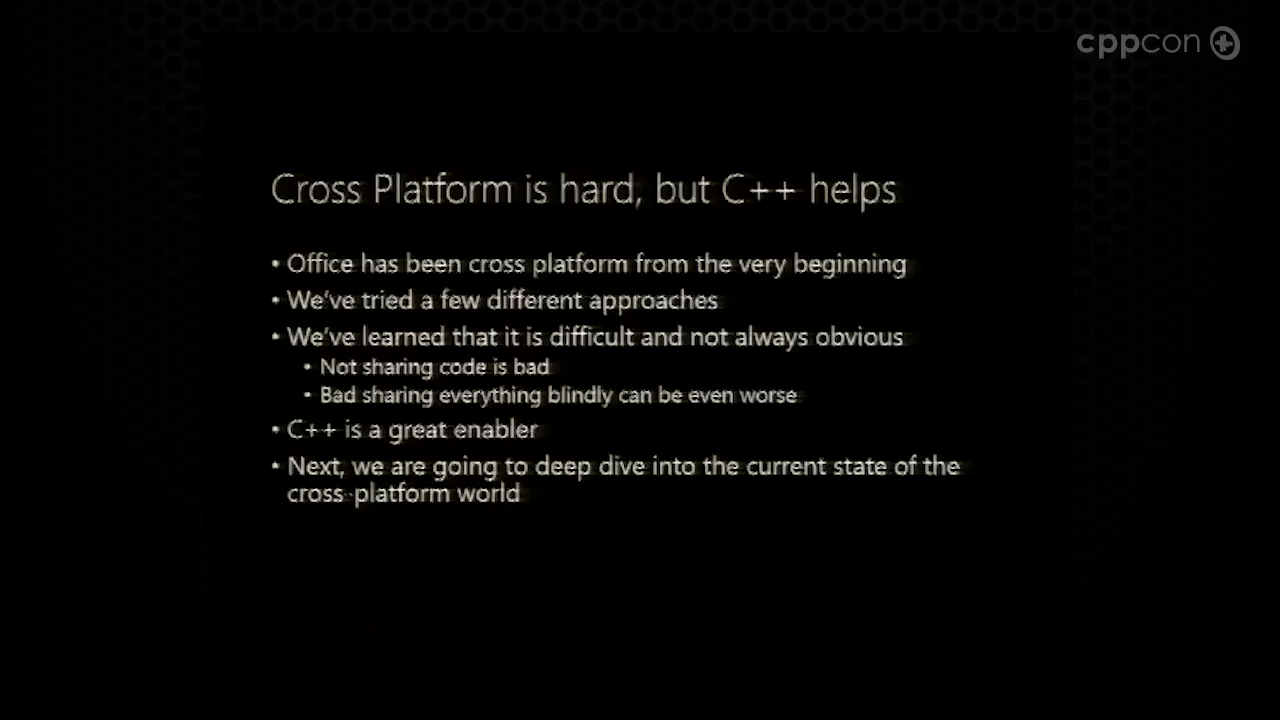 cppcon
Cross Platform is hard, but C++ helps
• Office has been cross platform from the very beginning
• We've tried a few different approaches
• We've learned that it is difficult and not always obvious
• Not sharing code is bad
• Bad sharing everything blindly can be even worse
• C++ is a great enabler
• Next, we are going to deep dive into the current state of the
cross-platform world